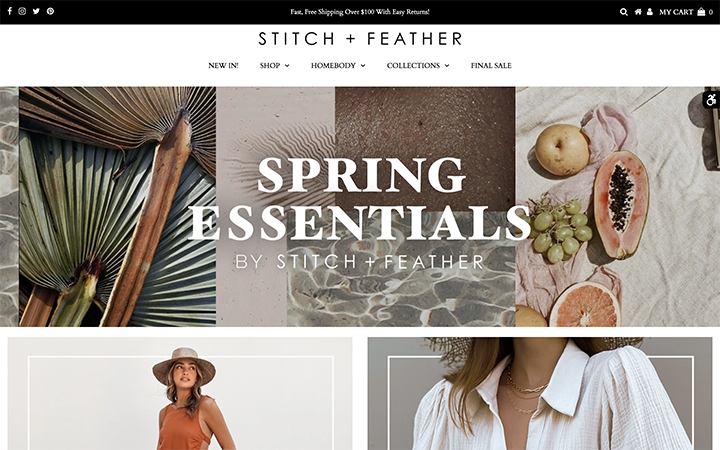 Fast, Free Shipping Over $100 With Easy Returns!
MY CART 0
STITCH + FEATHER
NEW IN! SHOP HOMEBODY COLLECTIONS FINAL SALE
SPRING
ESSENTIALS
BY STITCH + FEATHER